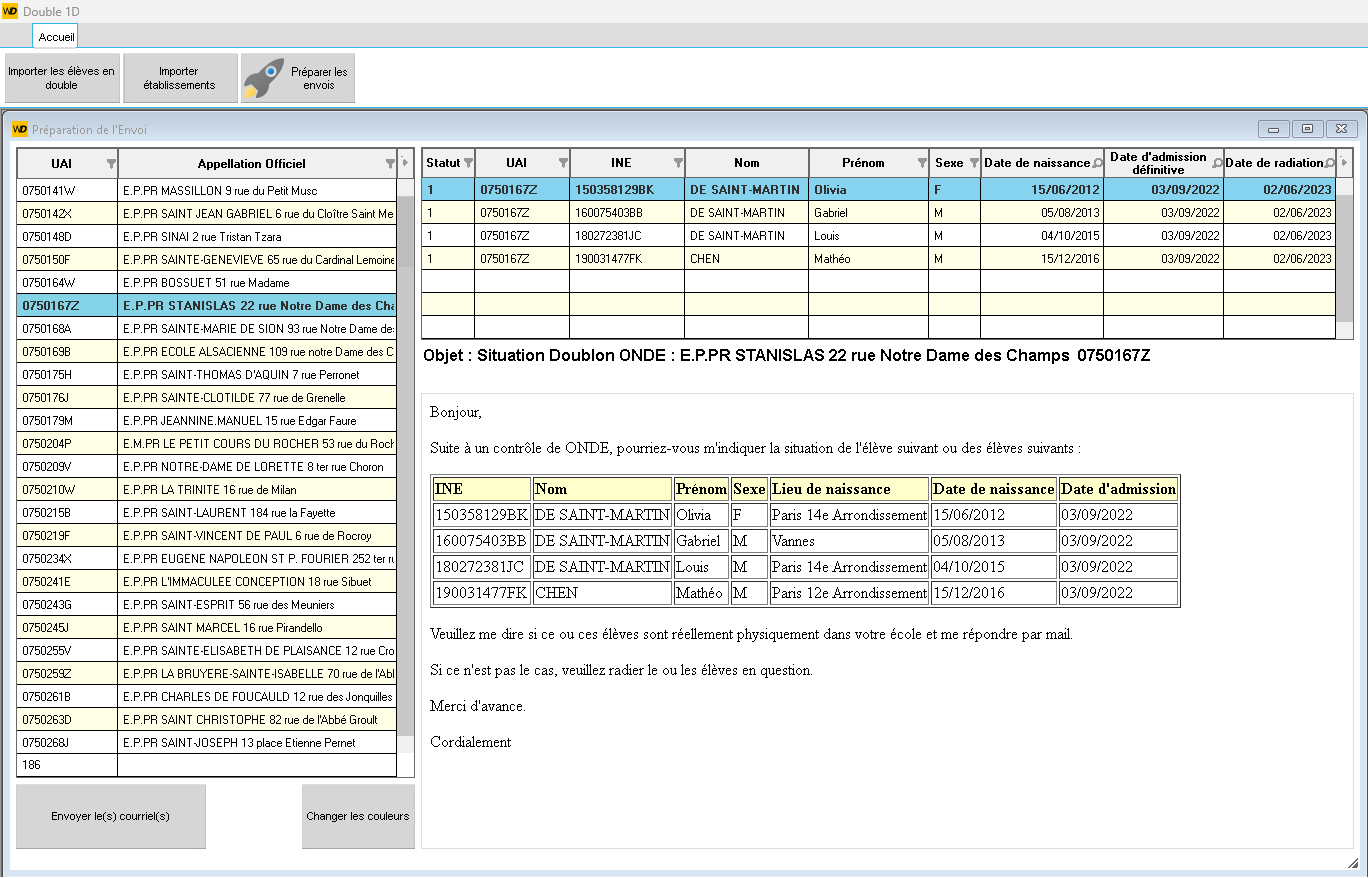 WD Double 1D
Accueil
Importer les élèves en double
Importer établissements
Préparer les envois
WD Préparation de l'Envoi
UAI Appellation Officiel
0750141W E.P.PR MASSILLON 9 rue du Petit Musc
0750142X E.P.PR SAINT JEAN GABRIEL 6 rue du Cloître Saint Me
0750148D E.P.PR SINAI 2 rue Tristan Tzara
0750150F E.P.PR SAINTE-GENEVIEVE 65 rue du Cardinal Lemoine
0750164W E.P.PR BOSSUET 51 rue Madame
0750167Z E.P.PR STANISLAS 22 rue Notre Dame des Cha
0750168A E.P.PR SAINTE-MARIE DE SION 93 rue Notre Dame de
0750169B E.P.PR ECOLE ALSACIENNE 109 rue notre Dame des C
0750175H E.P.PR SAINT-THOMAS D'AQUIN 7 rue Perronet
0750176J E.P.PR SAINTE-CLOTILDE 77 rue de Grenelle
0750179M E.P.PR JEANNINE.MANUEL 15 rue Edgar Faure
0750204P E.M.PR LE PETIT COURS DU ROCHER 53 rue du Roch
0750209V E.P.PR NOTRE-DAME DE LORETTE 8 ter rue Choron
0750210W E.P.PR LA TRINITE 16 rue de Milan
0750215B E.P.PR SAINT-LAURENT 184 rue la Fayette
0750219F E.P.PR SAINT-VINCENT DE PAUL 6 rue de Rocroy
0750234X E.P.PR EUGENE NAPOLEON ST P. FOURIER 252 ter ru
0750241E E.P.PR L'IMMACULEE CONCEPTION 18 rue Sibuet
0750243G E.P.PR SAINT-ESPRIT 56 rue des Meuniers
0750245J E.P.PR SAINT MARCEL 16 rue Pirandello
0750255V E.P.PR SAINTE-ELISABETH DE PLAISANCE 12 rue Cro
0750259Z E.P.PR LA BRUYERE-SAINTE-ISABELLE 70 rue de l'Abl
0750261B E.P.PR CHARLES DE FOUCAULD 12 rue des Jonquilles
0750263D E.P.PR SAINT CHRISTOPHE 82 rue de l'Abbé Groult
0750268J E.P.PR SAINT-JOSEPH 13 place Etienne Pernet
186
Envoyer le(s) courriel(s)
Changer les couleurs
Statut UAI INE Nom Prénom Sexe Date de naissance Date d'admission définitive Date de radiation
1 0750167Z 150358129BK DE SAINT-MARTIN Olivia F 15/06/2012 03/09/2022 02/06/2023
1 0750167Z 160075403BB DE SAINT-MARTIN Gabriel M 05/08/2013 03/09/2022 02/06/2023
1 0750167Z 180272381JC DE SAINT-MARTIN Louis M 04/10/2015 03/09/2022 02/06/2023
1 0750167Z 190031477FK CHEN Mathéo M 15/12/2016 03/09/2022 02/06/2023
Objet : Situation Doublon ONDE : E.P.PR STANISLAS 22 rue Notre Dame des Champs 0750167Z
Bonjour,
Suite à un contrôle de ONDE, pourriez-vous m'indiquer la situation de l'élève suivant ou des élèves suivants :
INE Nom Prénom Sexe Lieu de naissance Date de naissance Date d'admission
150358129BK DE SAINT-MARTIN Olivia F Paris 14e Arrondissement 15/06/2012 03/09/2022
160075403BB DE SAINT-MARTIN Gabriel M Vannes 05/08/2013 03/09/2022
180272381JC DE SAINT-MARTIN Louis M Paris 14e Arrondissement 04/10/2015 03/09/2022
190031477FK CHEN Mathéo M Paris 12e Arrondissement 15/12/2016 03/09/2022
Veuillez me dire si ce ou ces élèves sont réellement physiquement dans votre école et me répondre par mail.
Si ce n'est pas le cas, veuillez radier le ou les élèves en question.
Merci d'avance.
Cordialement